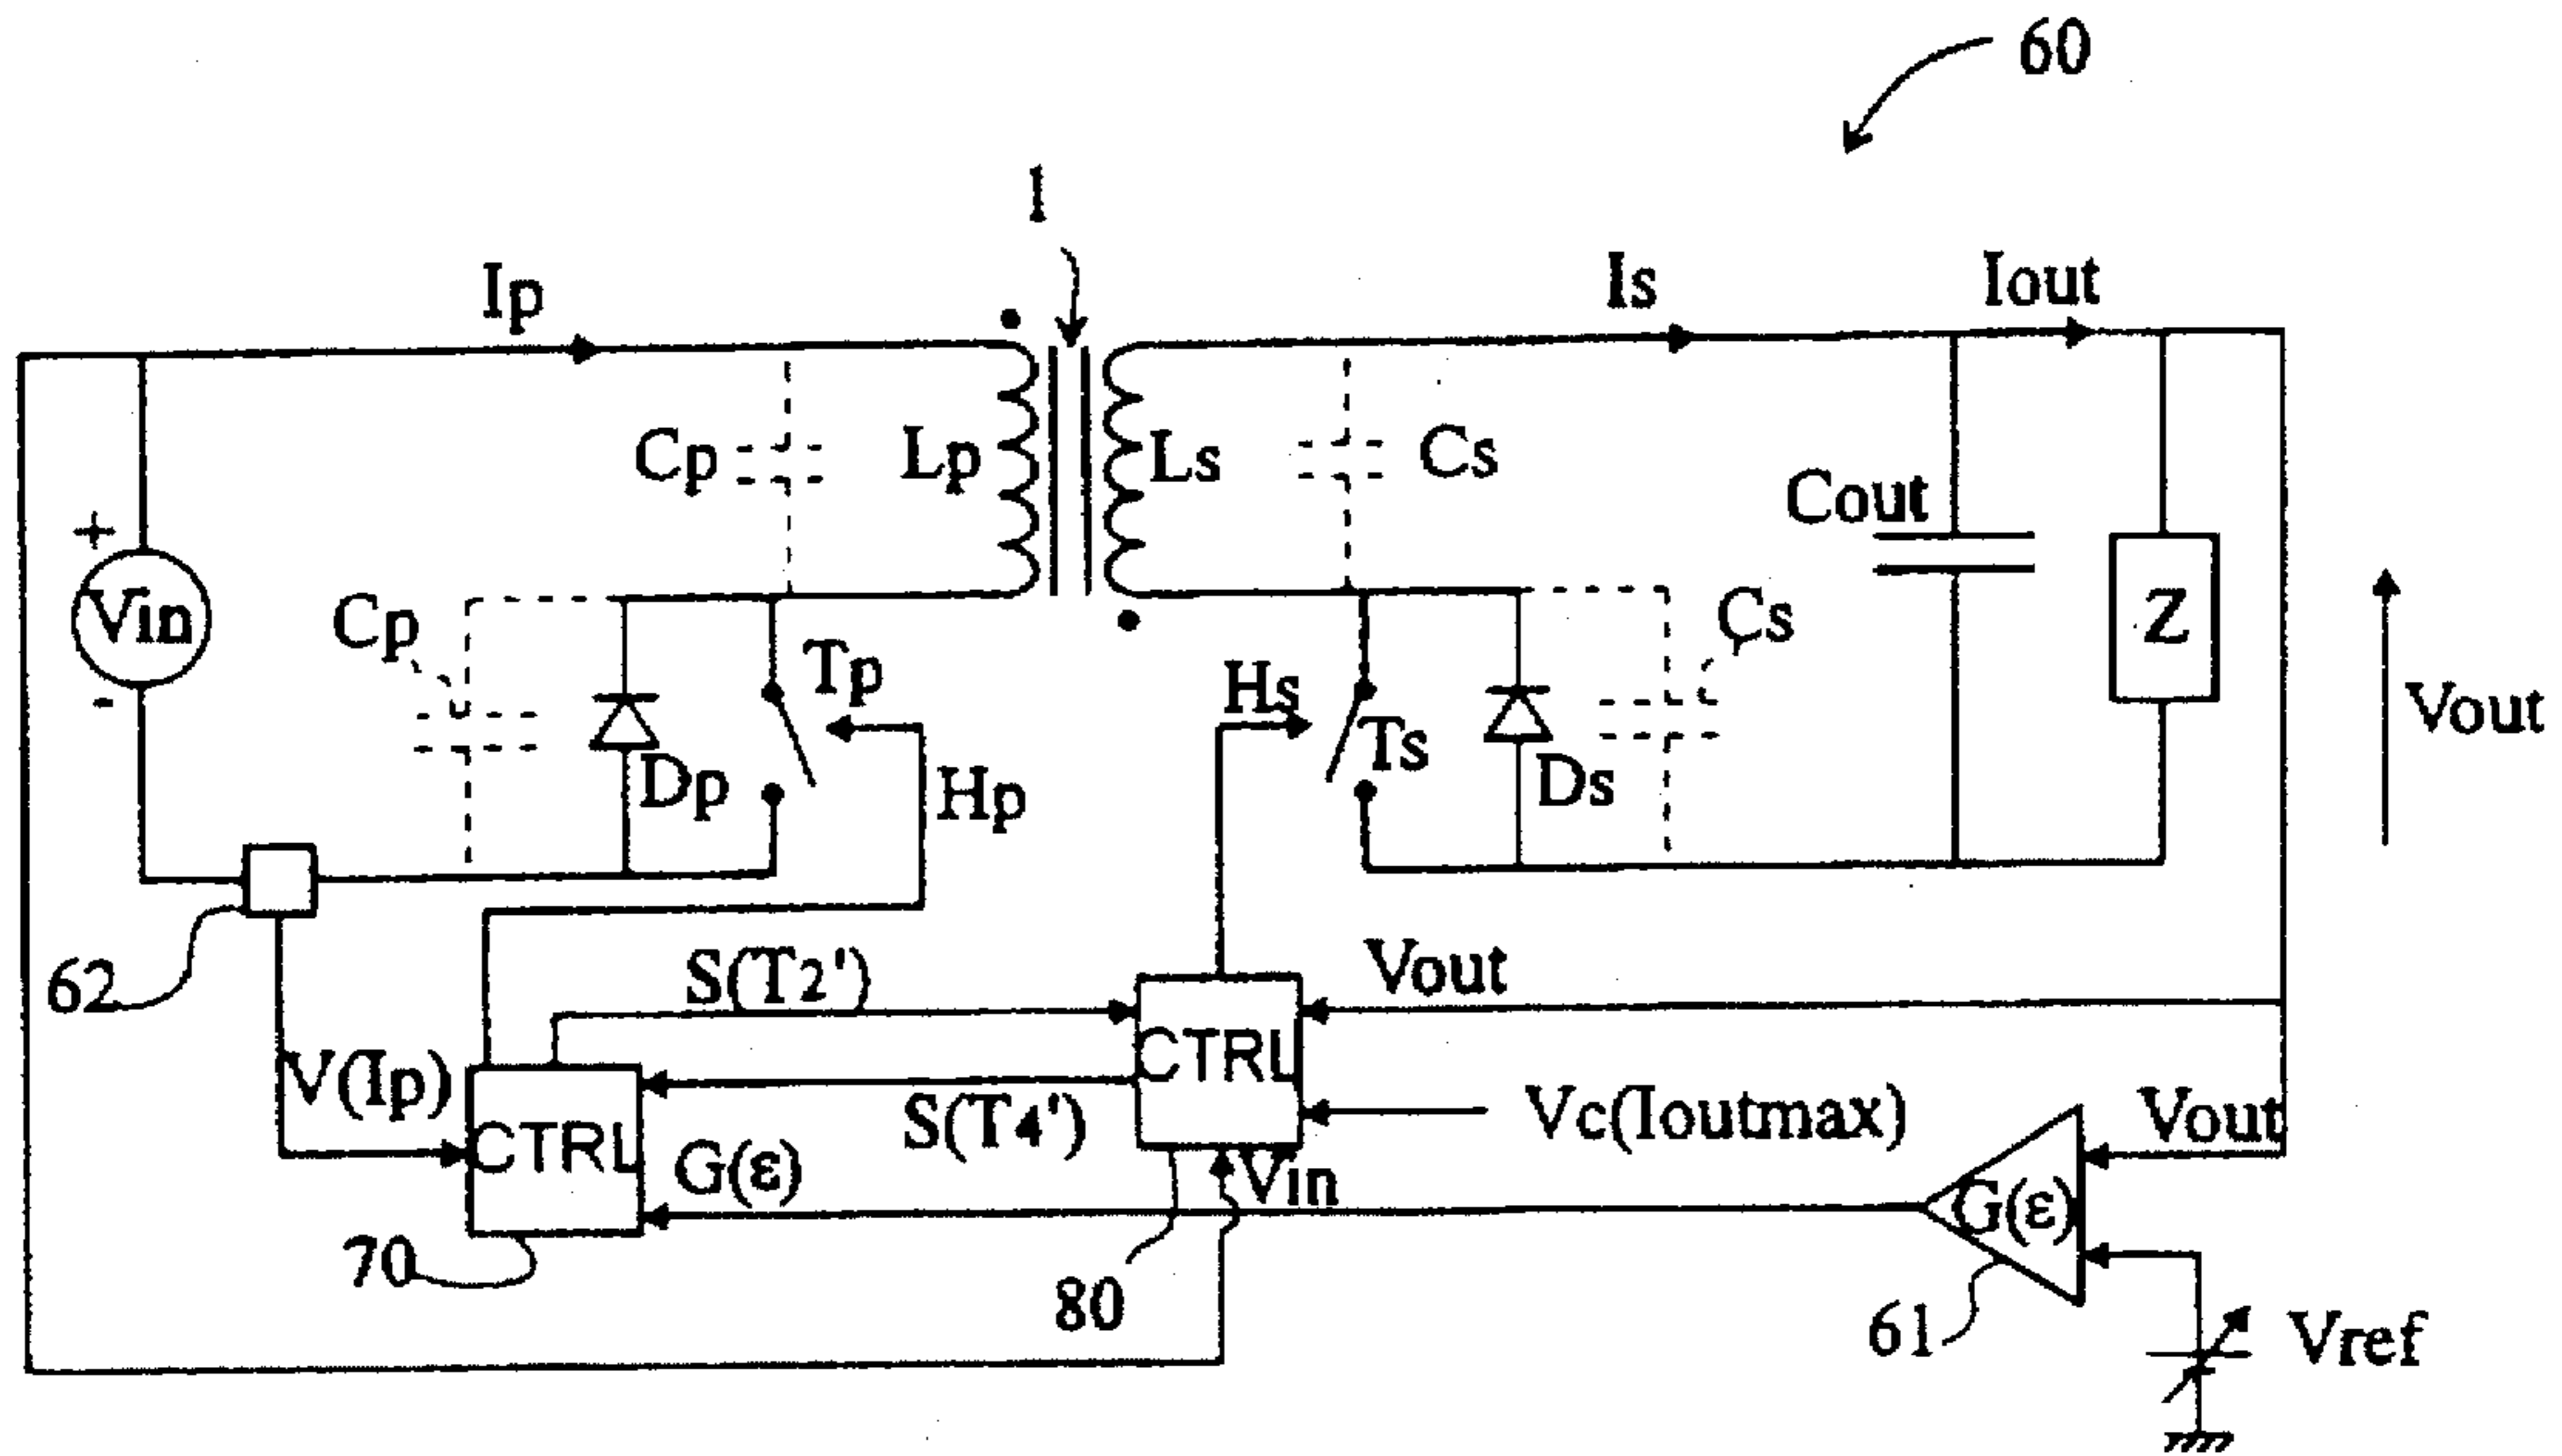 60
1
Ip
Is
Iout
Cp
Lp
Ls
Cs
Cout
+
Vin
-
Cp
Dp
Tp
Hp
Hs
Ts
Ds
Cs
Z
Vout
62
S(T2')
Vout
V(Ip)
CTRL
CTRL
S(T4')
Vc(Ioutmax)
Vout
G(ε)
Vin
G(ε)
70
80
61
Vref